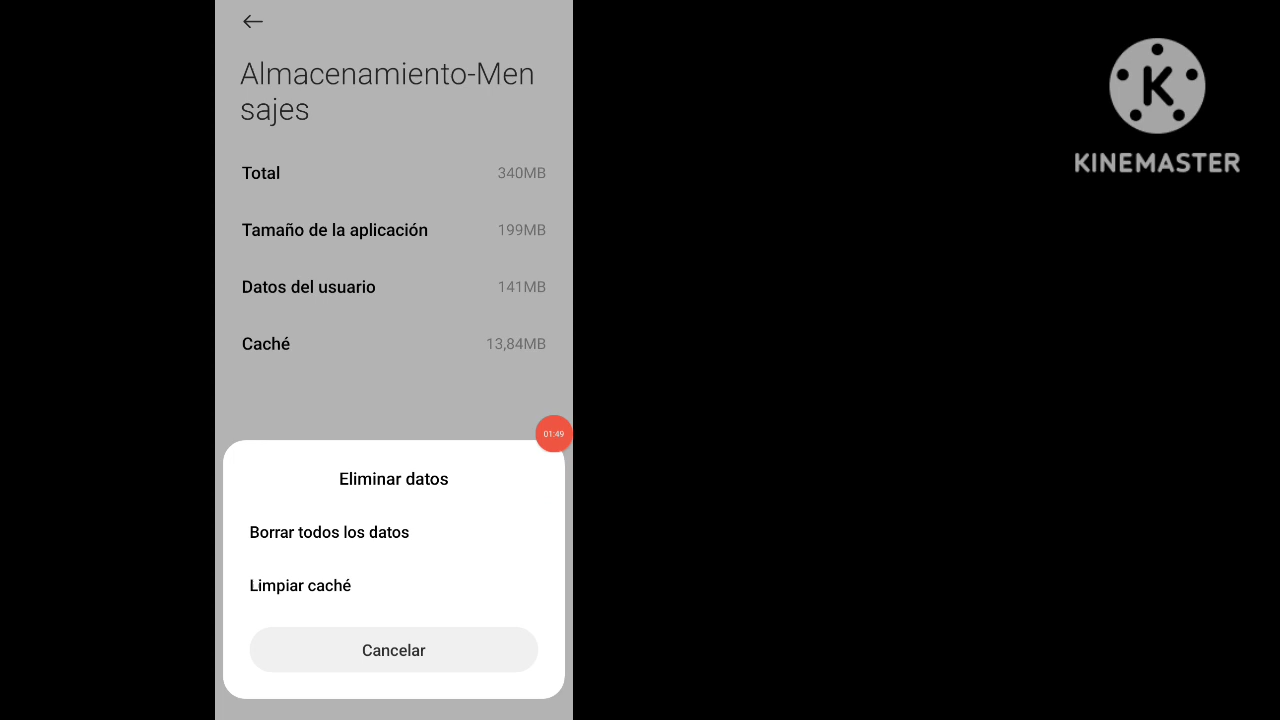 Almacenamiento-Men
sajes
Total 340MB
Tamaño de la aplicación 199MB
Datos del usuario 141MB
Caché 13,84MB
01:49
Eliminar datos
Borrar todos los datos
Limpiar caché
Cancelar
K
KINEMASTER